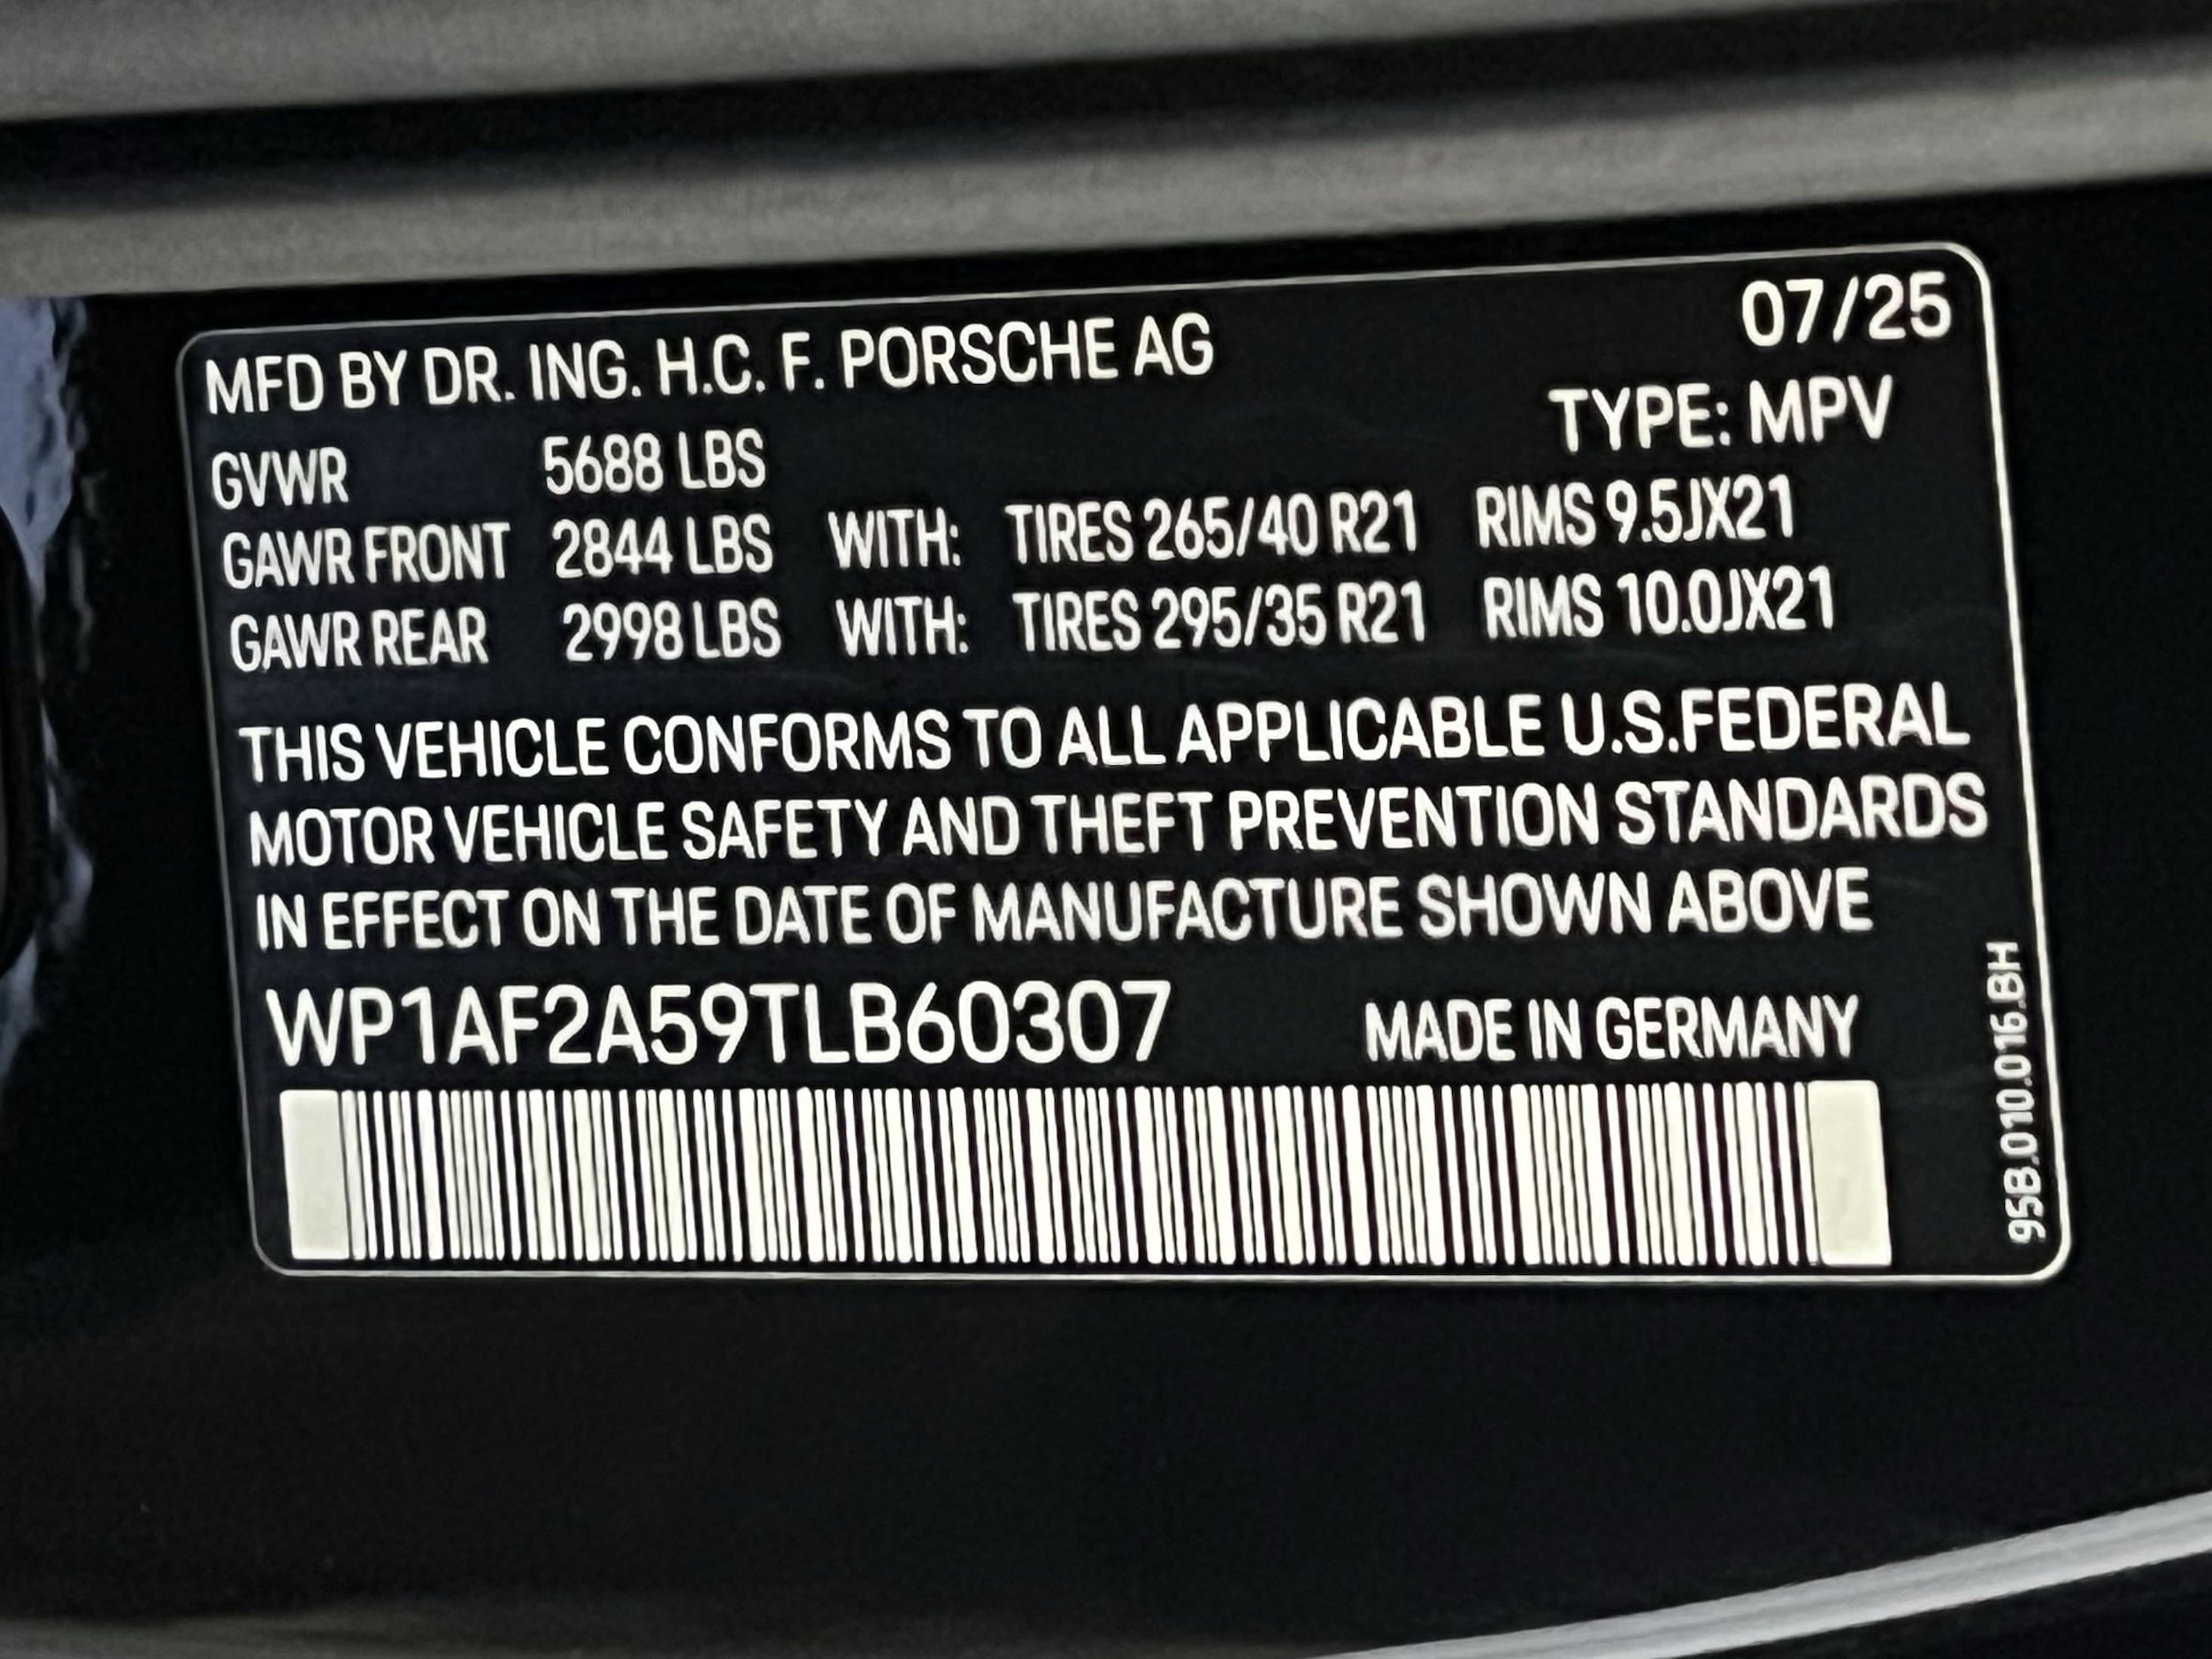 07/25
MFD BY DR. ING. H.C. F. PORSCHE AG
TYPE: MPV
GVWR 5688 LBS
GAWR FRONT 2844 LBS WITH: TIRES 265/40 R21 RIMS 9.5JX21
GAWR REAR 2998 LBS WITH: TIRES 295/35 R21 RIMS 10.0JX21
THIS VEHICLE CONFORMS TO ALL APPLICABLE U.S.FEDERAL
MOTOR VEHICLE SAFETY AND THEFT PREVENTION STANDARDS
IN EFFECT ON THE DATE OF MANUFACTURE SHOWN ABOVE
WP1AF2A59TLB60307 MADE IN GERMANY
95B.010.016.BH